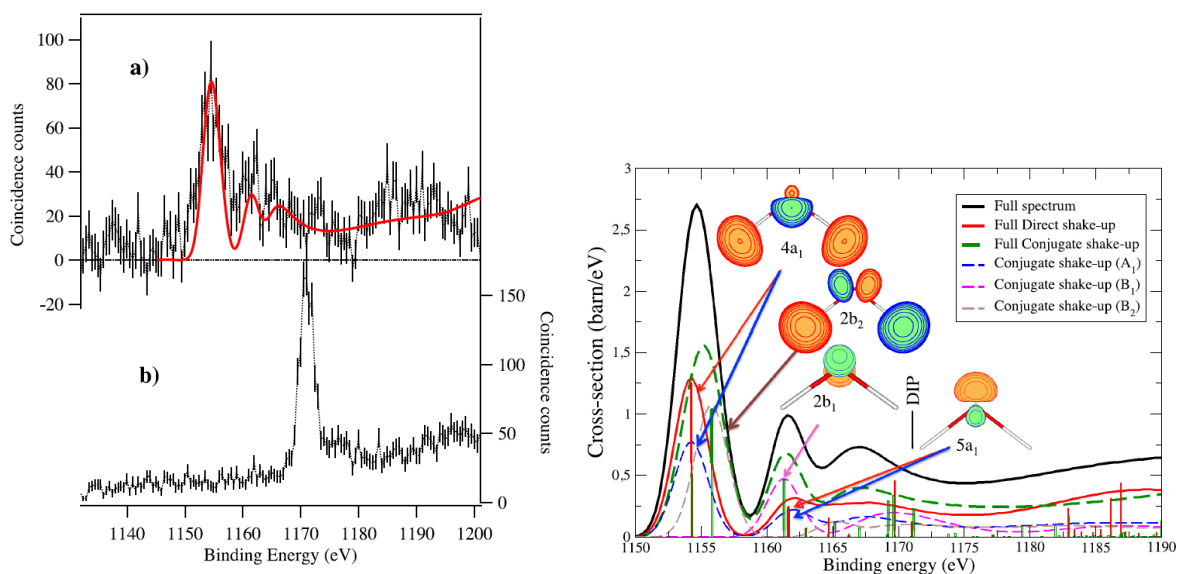 100
80
60
40
20
0
-20
Coincidence counts
a)
b)
150
100
50
0
Coincidence counts
1140
1150
1160
1170
1180
1190
1200
Binding Energy (eV)
3
2.5
2
1.5
1
0.5
0
Cross-section (barn/eV)
Full spectrum
Full Direct shake-up
Full Conjugate shake-up
Conjugate shake-up (A₁)
Conjugate shake-up (B₁)
Conjugate shake-up (B₂)
4a₁
2b₂
2b₁
DIP
5a₁
1150
1155
1160
1165
1170
1175
1180
1185
1190
Binding energy (eV)